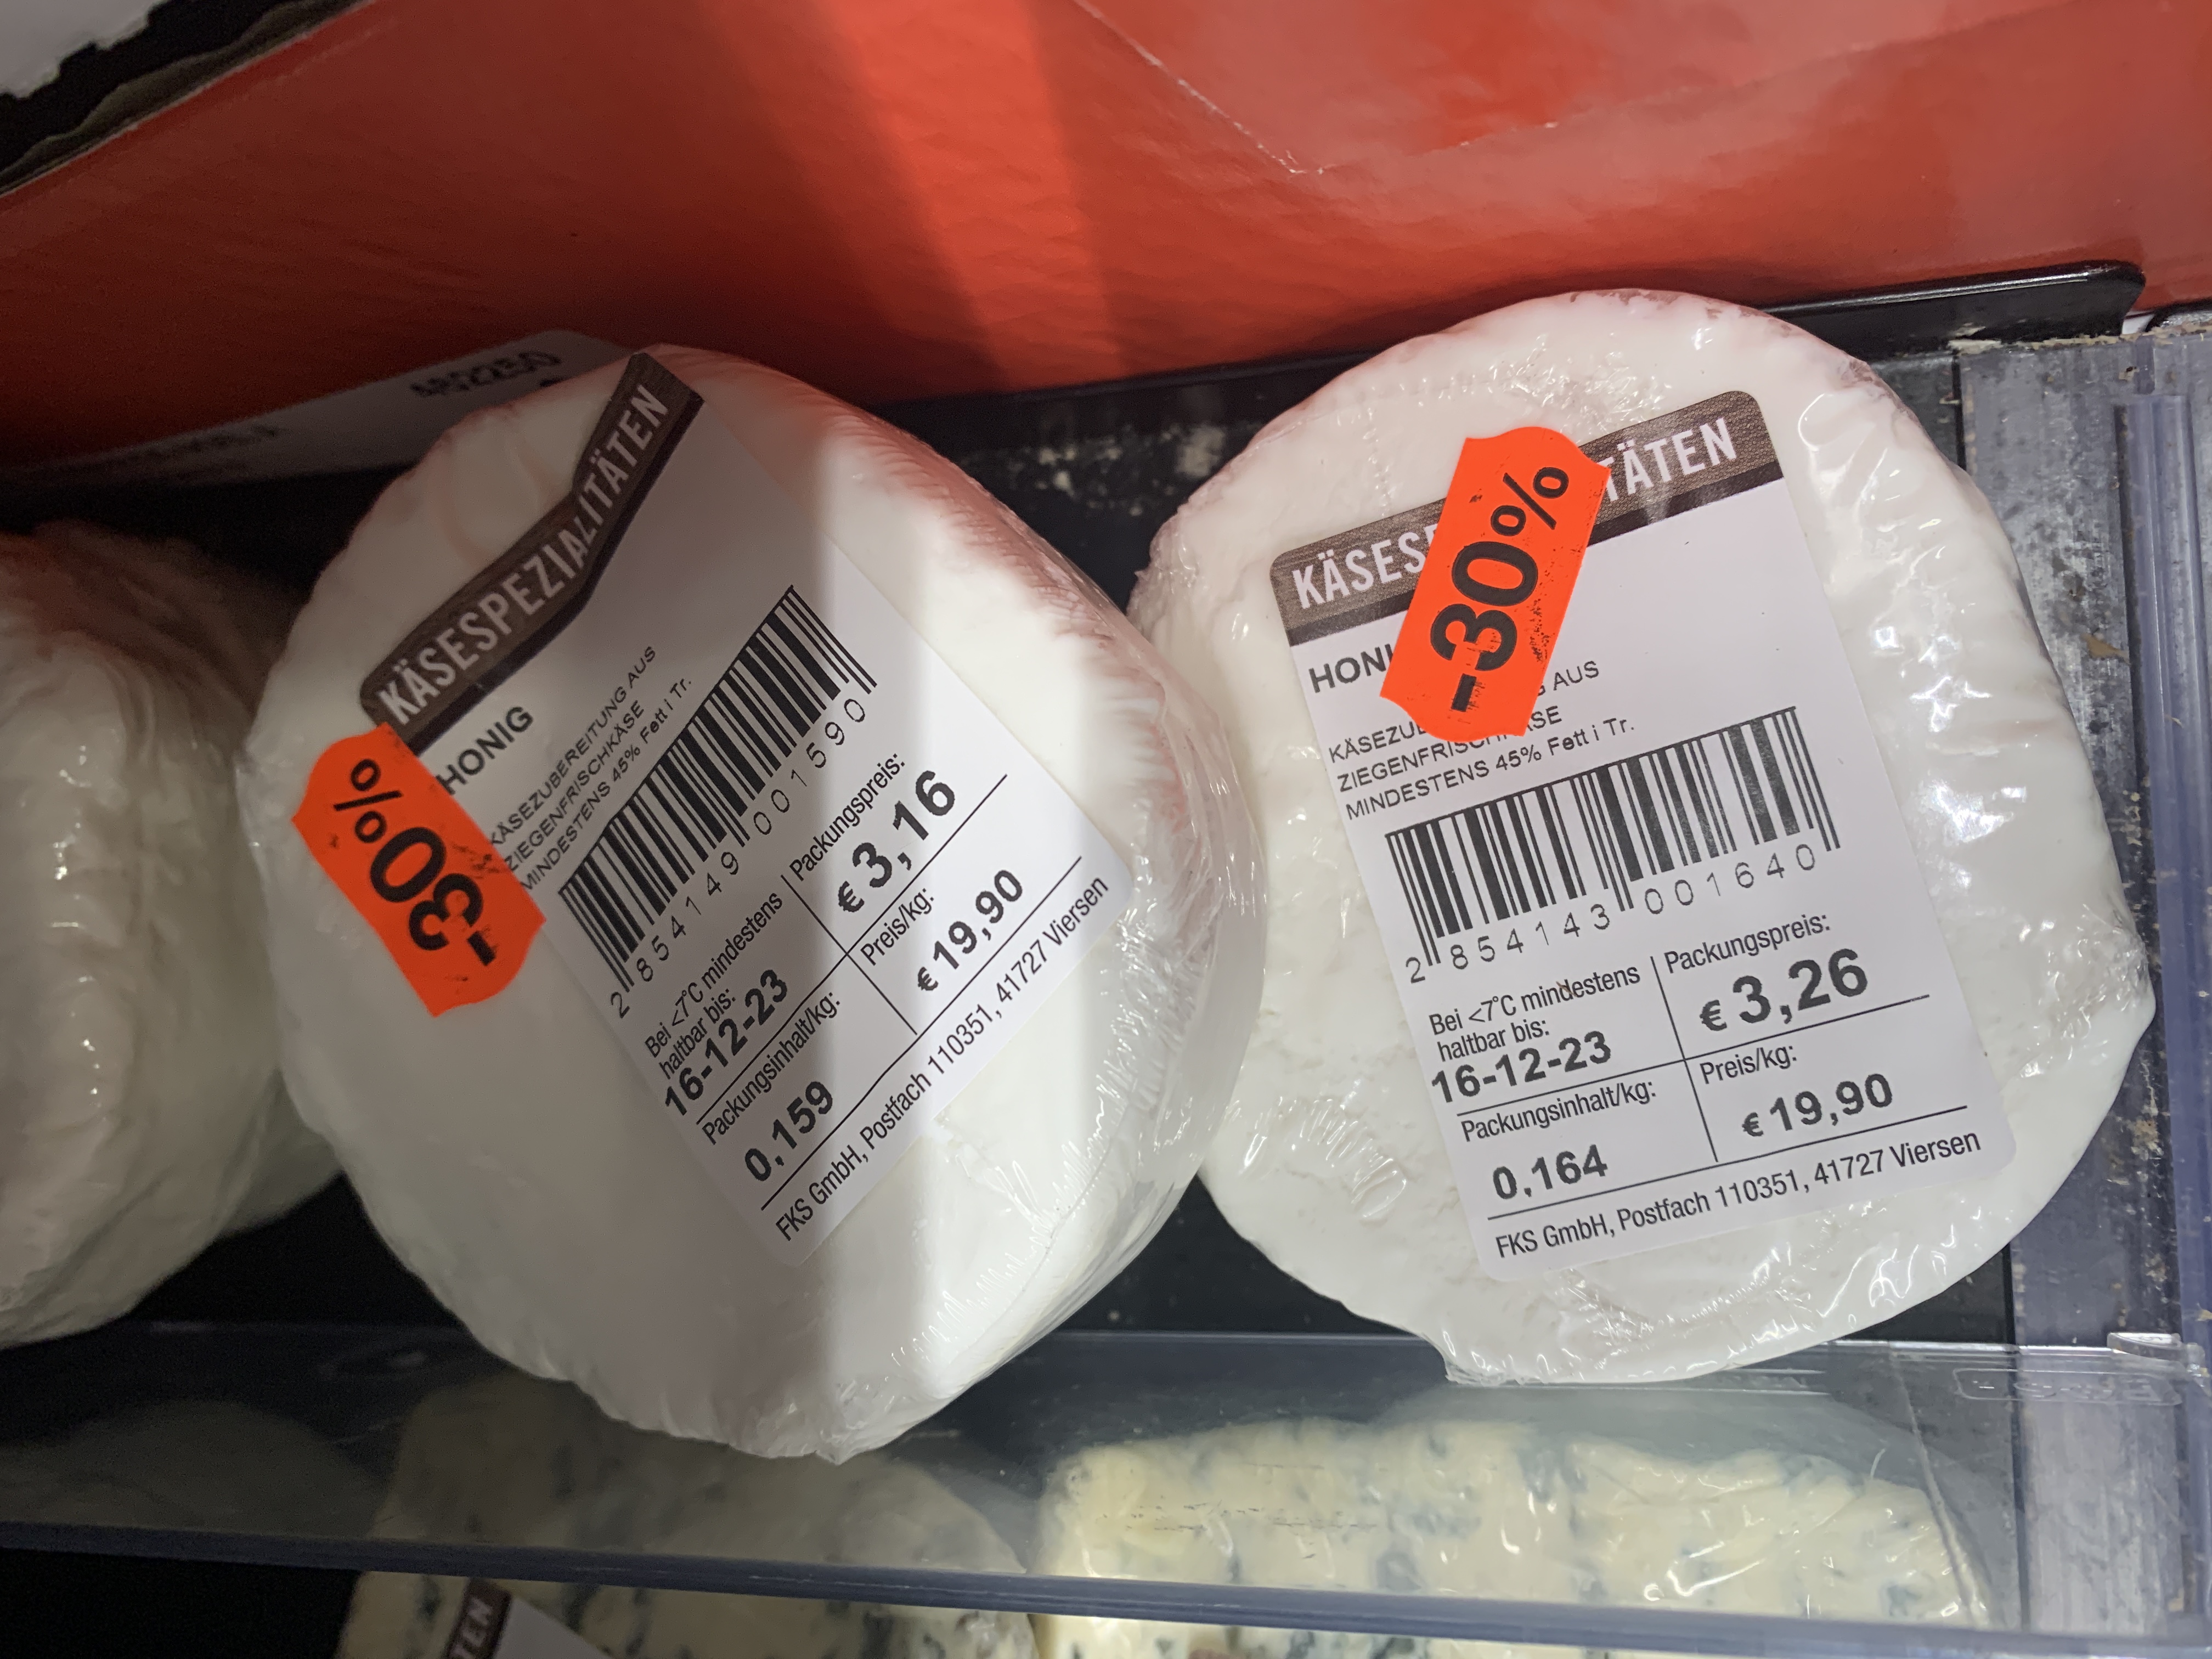 KÄSESPEZIALITÄTEN
HONIG
KÄSEZUBEREITUNG AUS
ZIEGENFRISCHKÄSE
MINDESTENS 45% Fett i Tr.
-30%
2 854149 001590
Bei <7°C mindestens
haltbar bis:
16-12-23
Packungspreis:
€ 3,16
Packungsinhalt/kg:
0,159
Preis/kg:
€ 19,90
FKS GmbH, Postfach 110351, 41727 Viersen
KÄSES TÄTEN
-30%
HONI
KÄSEZU AUS
ZIEGENFRISCHKÄSE
MINDESTENS 45% Fett i Tr.
2 854143 001640
Bei <7°C mindestens
haltbar bis:
16-12-23
Packungspreis:
€ 3,26
Packungsinhalt/kg:
0,164
Preis/kg:
€ 19,90
FKS GmbH, Postfach 110351, 41727 Viersen
TEN